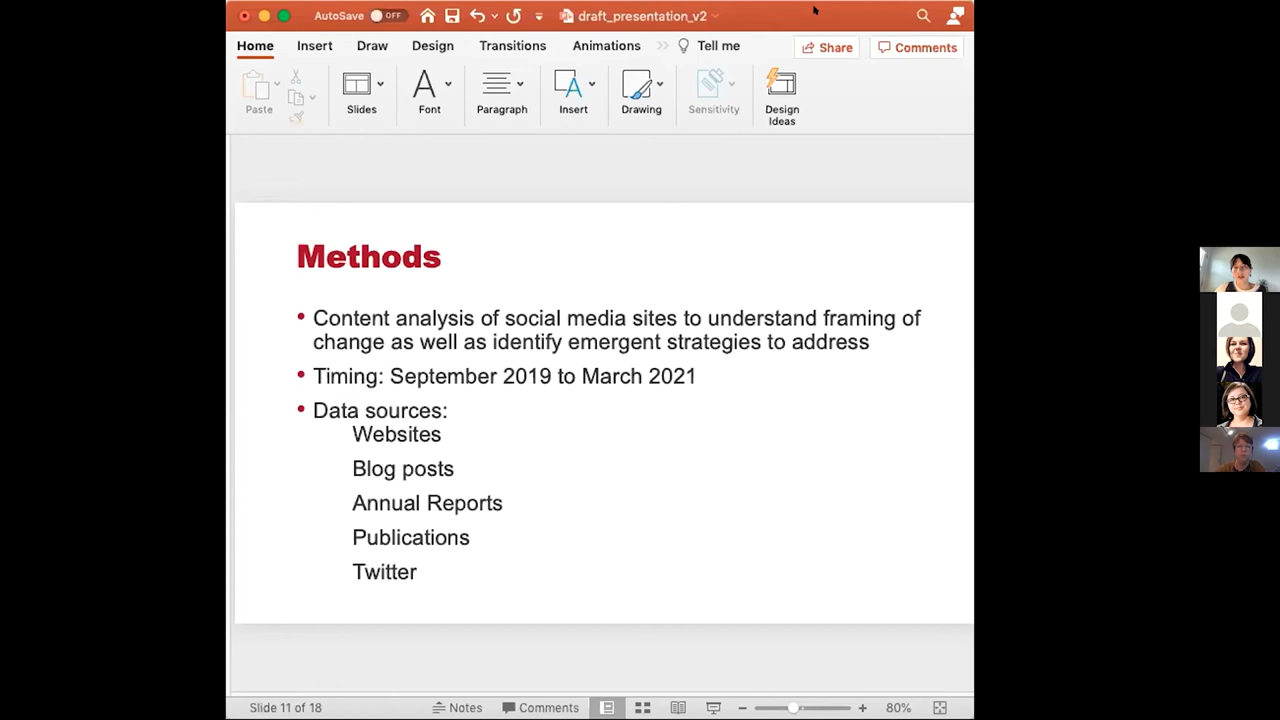 AutoSave OFF draft_presentation_v2
Home Insert Draw Design Transitions Animations Tell me Share Comments
Paste Slides Font Paragraph Insert Drawing Sensitivity Design
Ideas
Methods
• Content analysis of social media sites to understand framing of
change as well as identify emergent strategies to address
• Timing: September 2019 to March 2021
• Data sources:
Websites
Blog posts
Annual Reports
Publications
Twitter
Slide 11 of 18 Notes Comments 80%